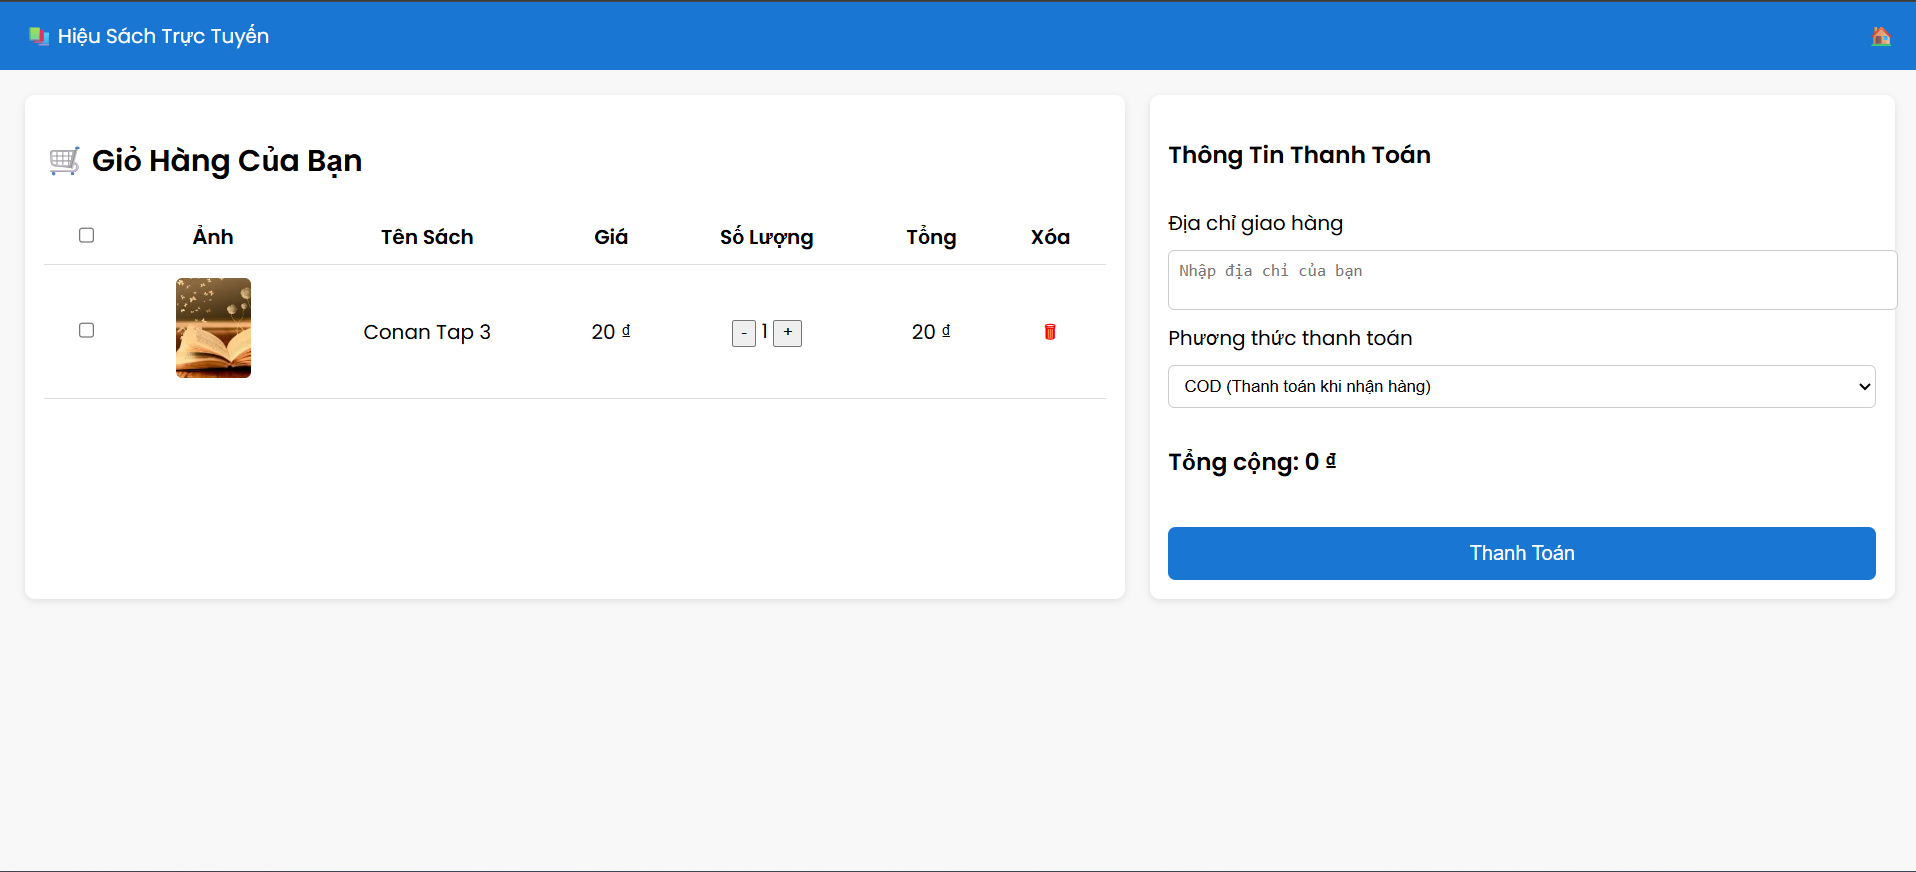 Hiệu Sách Trực Tuyến
Giỏ Hàng Của Bạn
Ảnh Tên Sách Giá Số Lượng Tổng Xóa
Conan Tap 3 20 ₫ - 1 + 20 ₫
Thông Tin Thanh Toán
Địa chỉ giao hàng
Nhập địa chỉ của bạn
Phương thức thanh toán
COD (Thanh toán khi nhận hàng)
Tổng cộng: 0 ₫
Thanh Toán